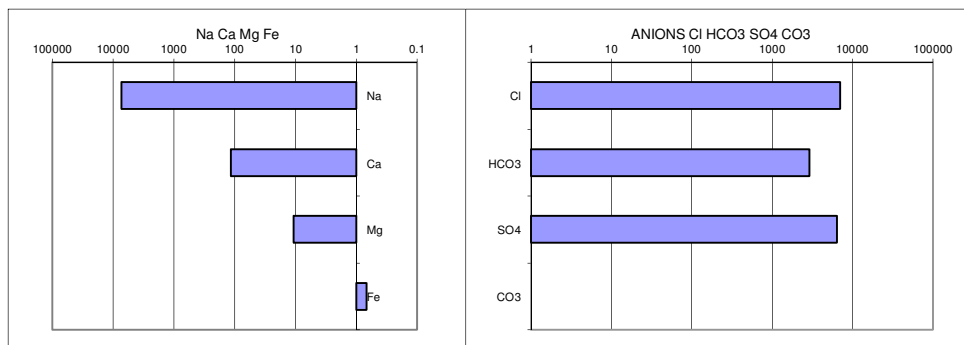 Na Ca Mg Fe
100000 10000 1000 100 10 1 0.1
Na
Ca
Mg
Fe
ANIONS Cl HCO3 SO4 CO3
1 10 100 1000 10000 100000
Cl
HCO3
SO4
CO3